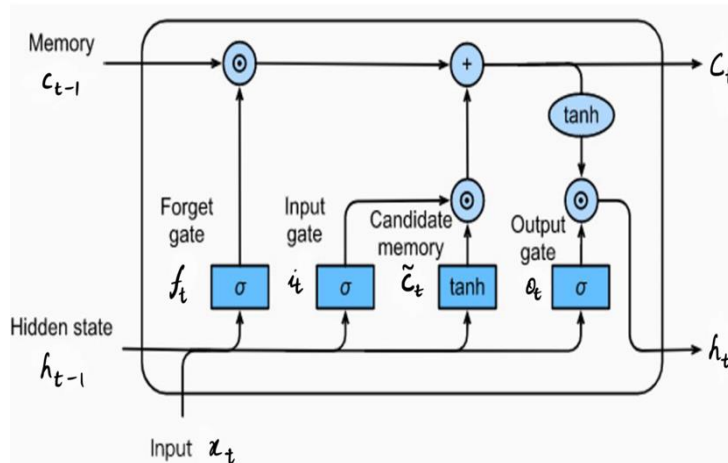 Memory
c_{t-1}
⊙
+
C_t
tanh
Forget
gate
Input
gate
Candidate
memory
⊙
Output
gate
⊙
f_t
σ
i_t
σ
c̃_t
tanh
o_t
σ
Hidden state
h_{t-1}
h_t
Input x_t